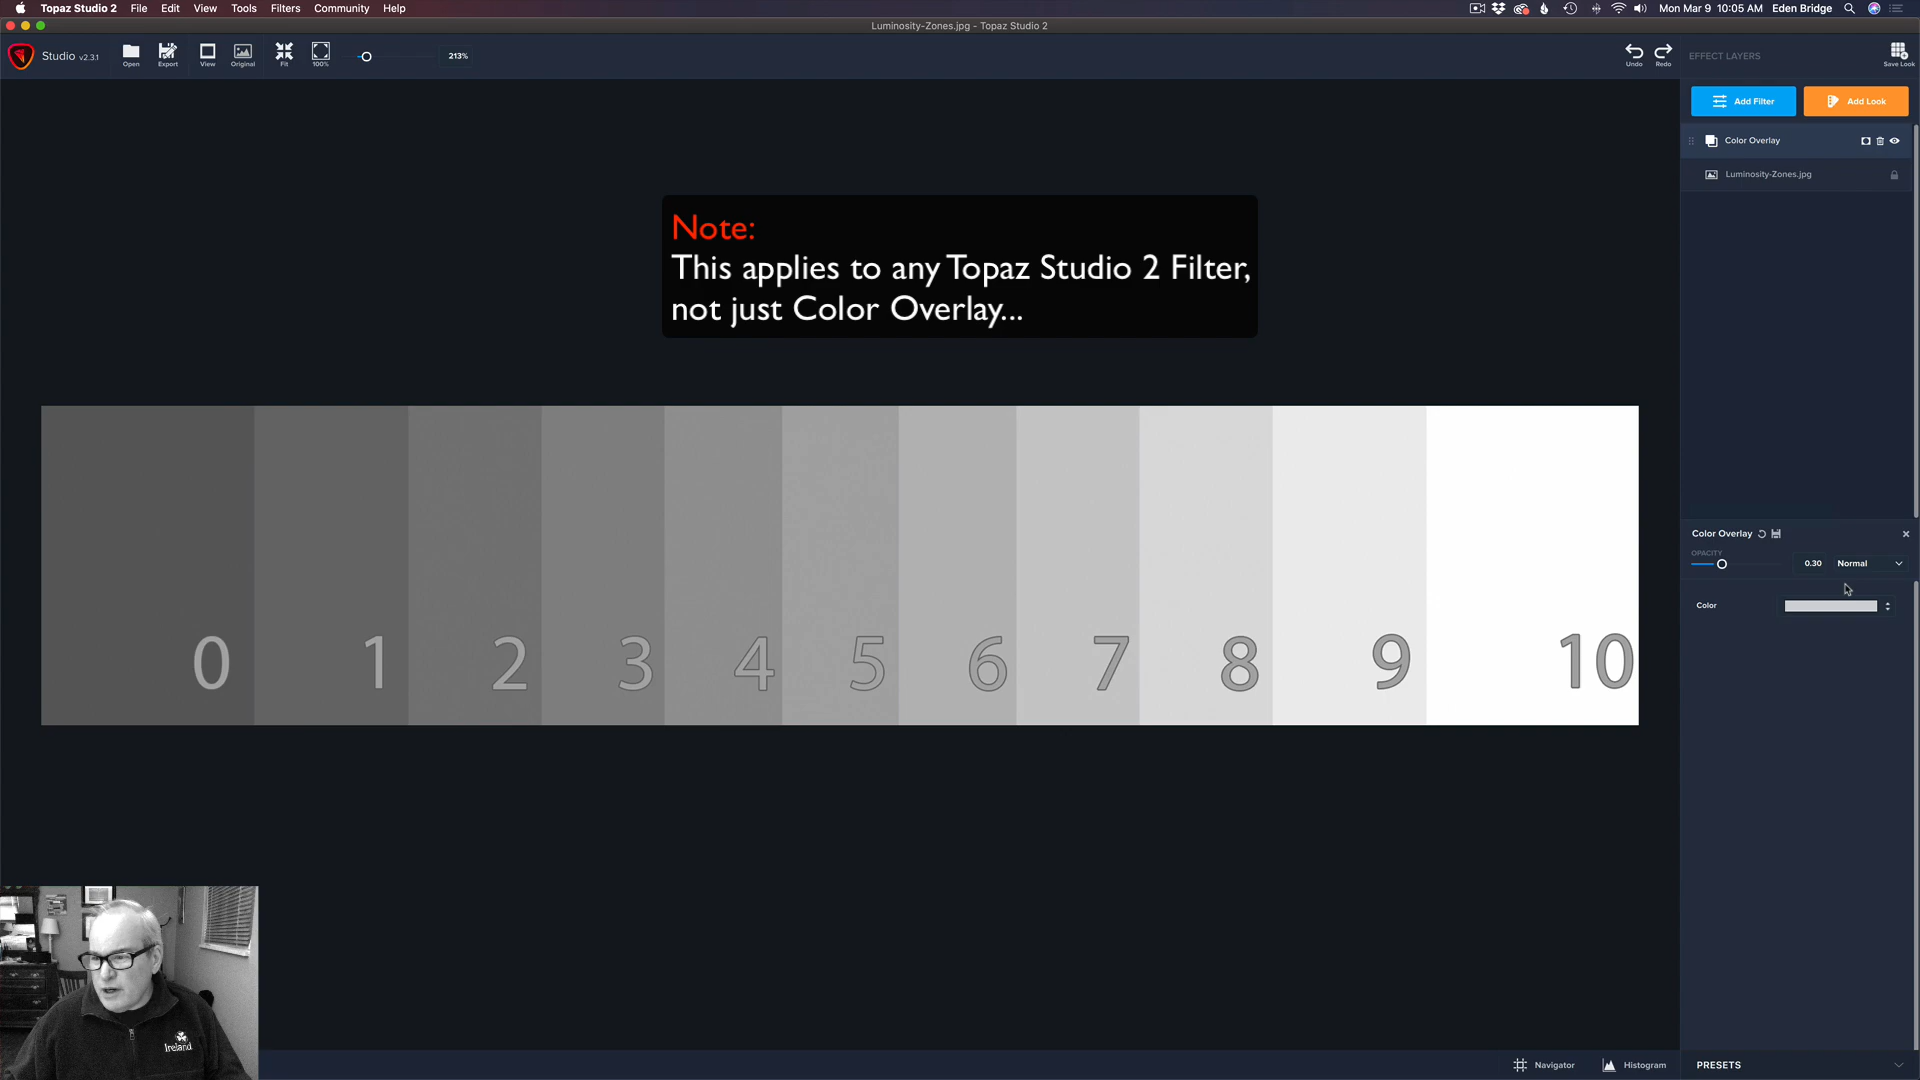 Topaz Studio 2 File Edit View Tools Filters Community Help
Mon Mar 9 10:05 AM Eden Bridge
Luminosity-Zones.jpg - Topaz Studio 2
Studio v2.3.1
Open
Export
View
Original
Fit
100%
213%
Undo
Redo
EFFECT LAYERS
Save Look
Add Filter
Add Look
Color Overlay
Luminosity-Zones.jpg
Note:
This applies to any Topaz Studio 2 Filter,
not just Color Overlay...
0 1 2 3 4 5 6 7 8 9 10
Color Overlay
OPACITY
0.30
Normal
Color
Ireland
Navigator
Histogram
PRESETS